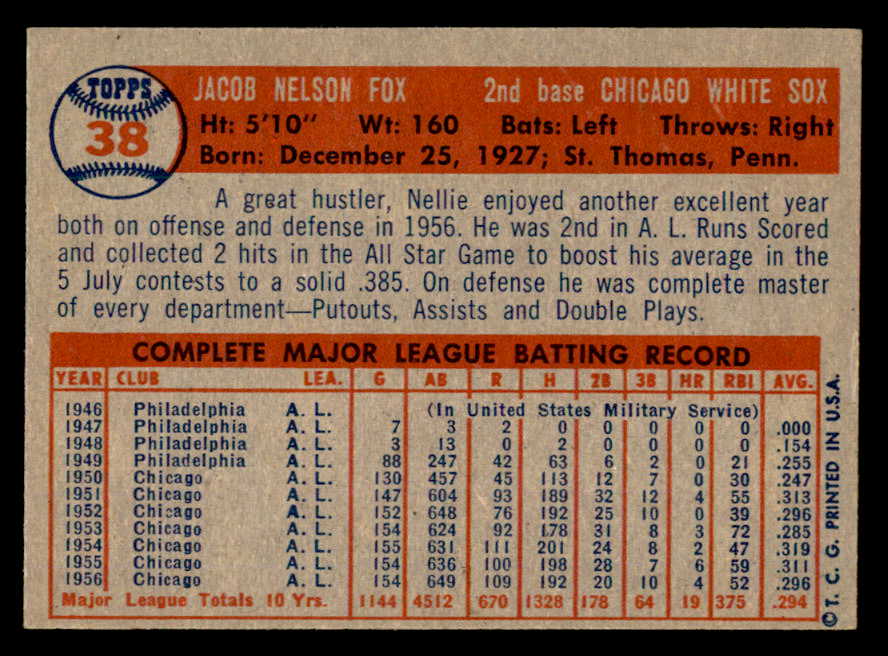 TOPPS
38
JACOB NELSON FOX 2nd base CHICAGO WHITE SOX
Ht: 5'10" Wt: 160 Bats: Left Throws: Right
Born: December 25, 1927; St. Thomas, Penn.
A great hustler, Nellie enjoyed another excellent year
both on offense and defense in 1956. He was 2nd in A. L. Runs Scored
and collected 2 hits in the All Star Game to boost his average in the
5 July contests to a solid .385. On defense he was complete master
of every department—Putouts, Assists and Double Plays.
COMPLETE MAJOR LEAGUE BATTING RECORD
YEAR CLUB LEA. G AB R H 2B 3B HR RBI AVG.
1946 Philadelphia A. L. (In United States Military Service)
1947 Philadelphia A. L. 7 3 2 0 0 0 0 0 .000
1948 Philadelphia A. L. 3 13 0 2 0 0 0 0 .154
1949 Philadelphia A. L. 88 247 42 63 6 2 0 21 .255
1950 Chicago A. L. 130 457 45 113 12 7 0 30 .247
1951 Chicago A. L. 147 604 93 189 32 12 4 55 .313
1952 Chicago A. L. 152 648 76 192 25 10 0 39 .296
1953 Chicago A. L. 154 624 92 178 31 8 3 72 .285
1954 Chicago A. L. 155 631 111 201 24 8 2 47 .319
1955 Chicago A. L. 154 636 100 198 28 7 6 59 .311
1956 Chicago A. L. 154 649 109 192 20 10 4 52 .296
Major League Totals 10 Yrs. 1144 4512 670 1328 178 64 19 375 .294
© T. C. G. PRINTED IN U.S.A.